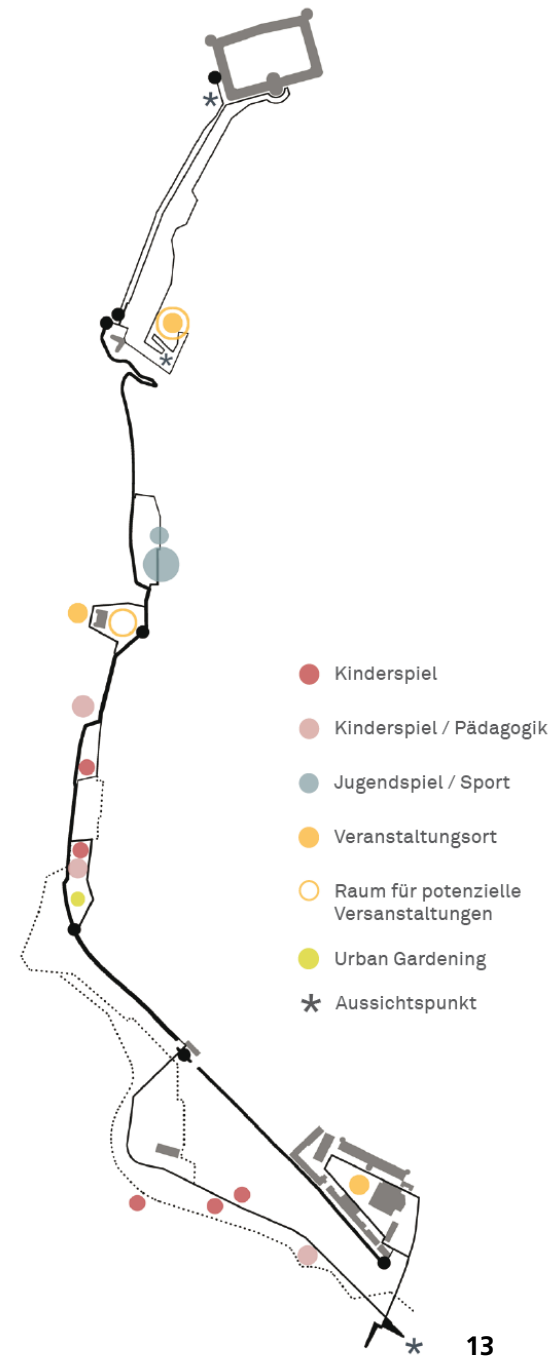 Kinderspiel
Kinderspiel / Pädagogik
Jugendspiel / Sport
Veranstaltungsort
Raum für potenzielle
Versanstaltungen
Urban Gardening
Aussichtspunkt
13